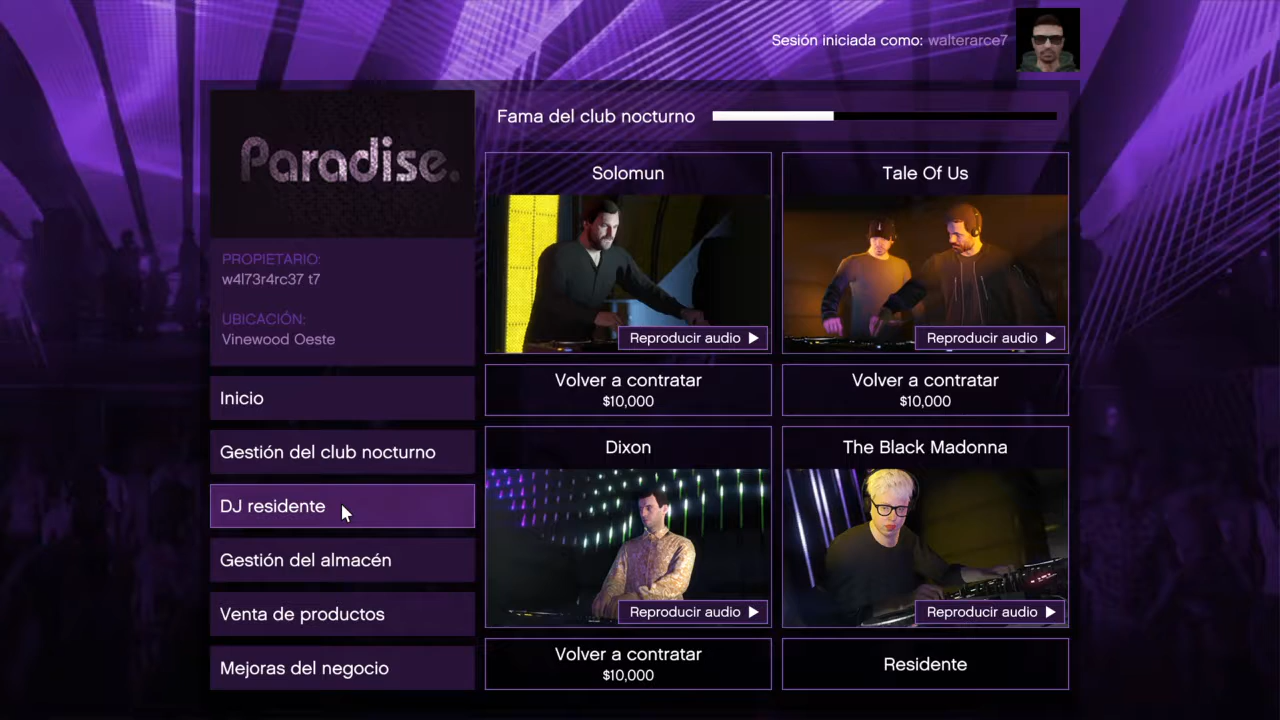 Sesión iniciada como: walterarce7
Paradise.
PROPIETARIO:
w4l73r4rc37 t7
UBICACIÓN:
Vinewood Oeste
Inicio
Gestión del club nocturno
DJ residente
Gestión del almacén
Venta de productos
Mejoras del negocio
Fama del club nocturno
Solomun
Reproducir audio
Volver a contratar
$10,000
Tale Of Us
Reproducir audio
Volver a contratar
$10,000
Dixon
Reproducir audio
Volver a contratar
$10,000
The Black Madonna
Reproducir audio
Residente